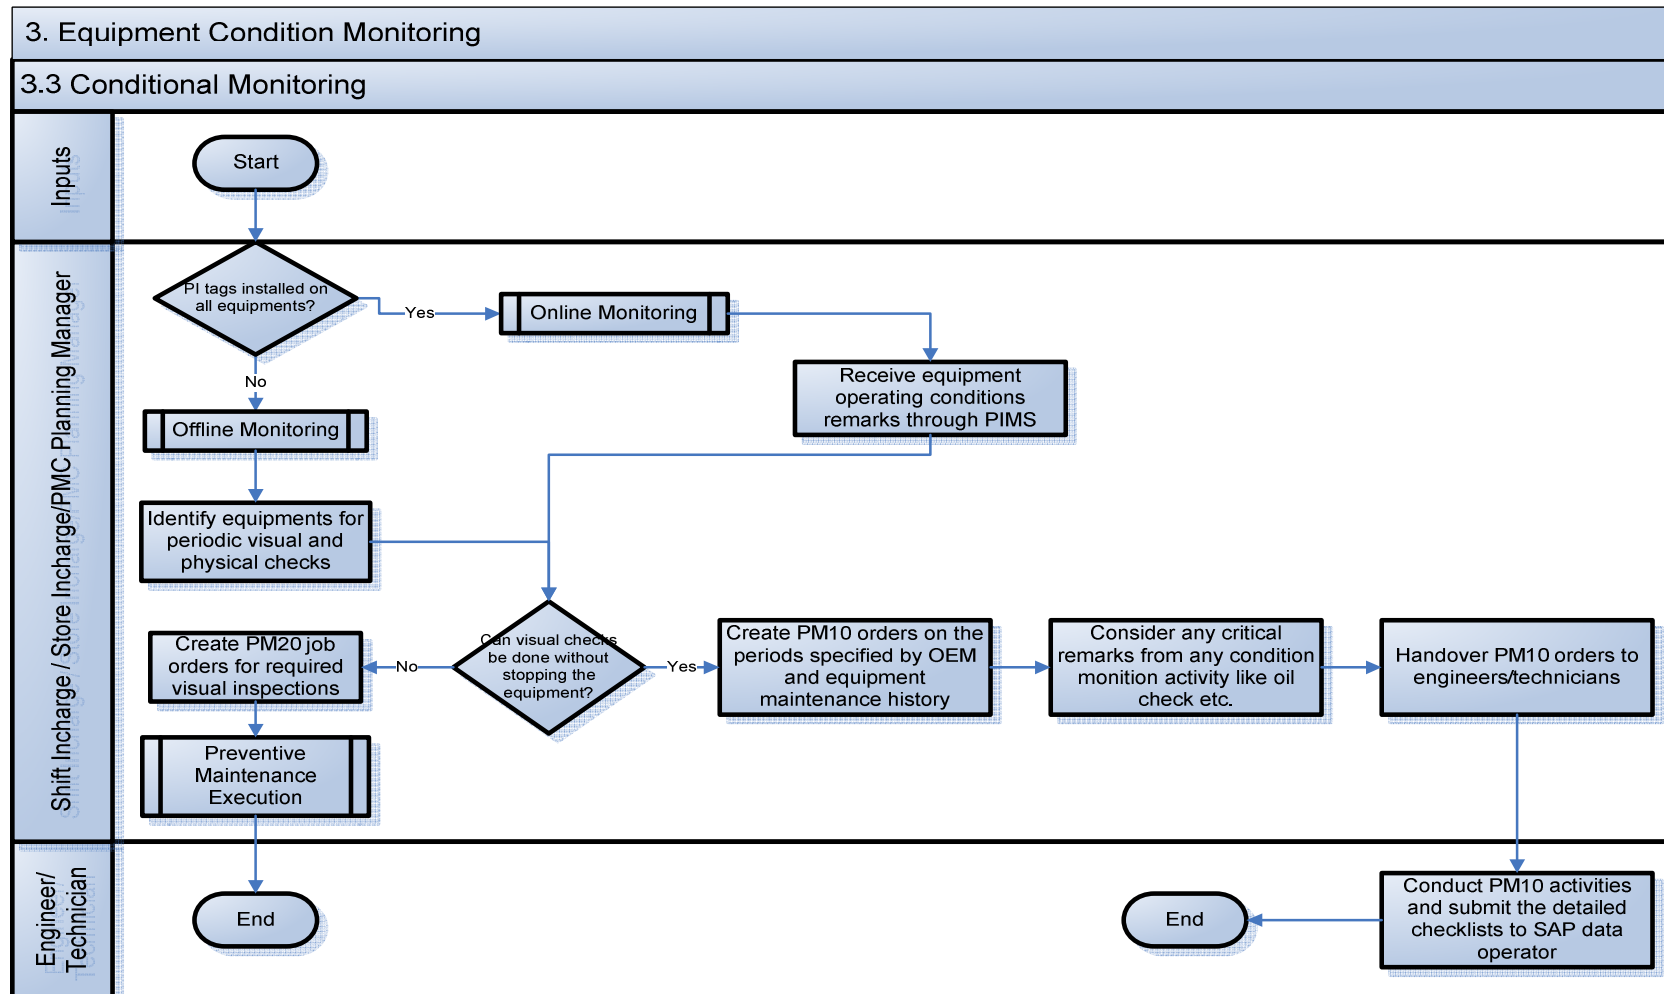 3. Equipment Condition Monitoring
3.3 Conditional Monitoring
Inputs
Start
Shift Incharge / Store Incharge/PMC Planning Manager
PI tags installed on
all equipments?
Yes
Online Monitoring
Receive equipment
operating conditions
remarks through PIMS
No
Offline Monitoring
Identify equipments for
periodic visual and
physical checks
Can visual checks
be done without
stopping the
equipment?
No
Create PM20 job
orders for required
visual inspections
Preventive
Maintenance
Execution
Yes
Create PM10 orders on the
periods specified by OEM
and equipment
maintenance history
Consider any critical
remarks from any condition
monition activity like oil
check etc.
Handover PM10 orders to
engineers/technicians
Engineer/
Technician
End
End
Conduct PM10 activities
and submit the detailed
checklists to SAP data
operator